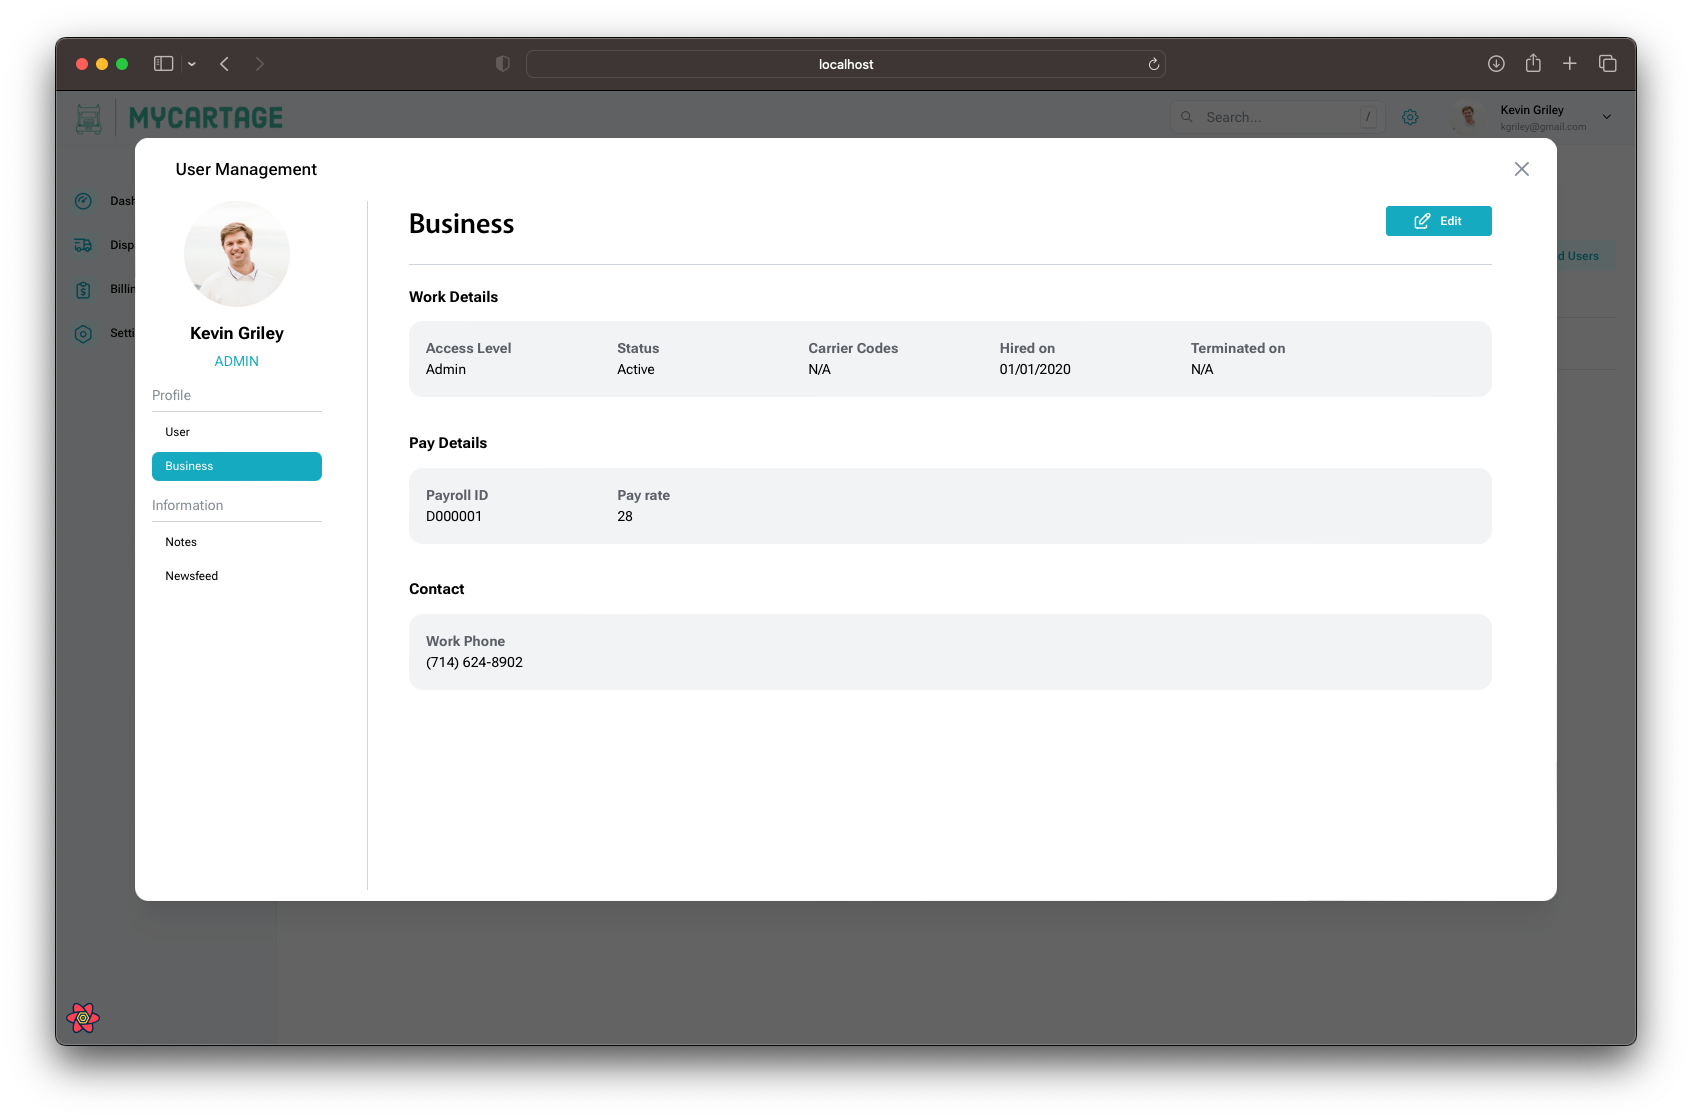 localhost
MYCARTAGE
Search...
/
Kevin Griley
kgriley@gmail.com
User Management
Dash
Disp
Billin
Setti
Kevin Griley
ADMIN
Profile
User
Business
Information
Notes
Newsfeed
Business
Edit
d Users
Work Details
Access Level
Status
Carrier Codes
Hired on
Terminated on
Admin
Active
N/A
01/01/2020
N/A
Pay Details
Payroll ID
Pay rate
D000001
28
Contact
Work Phone
(714) 624-8902